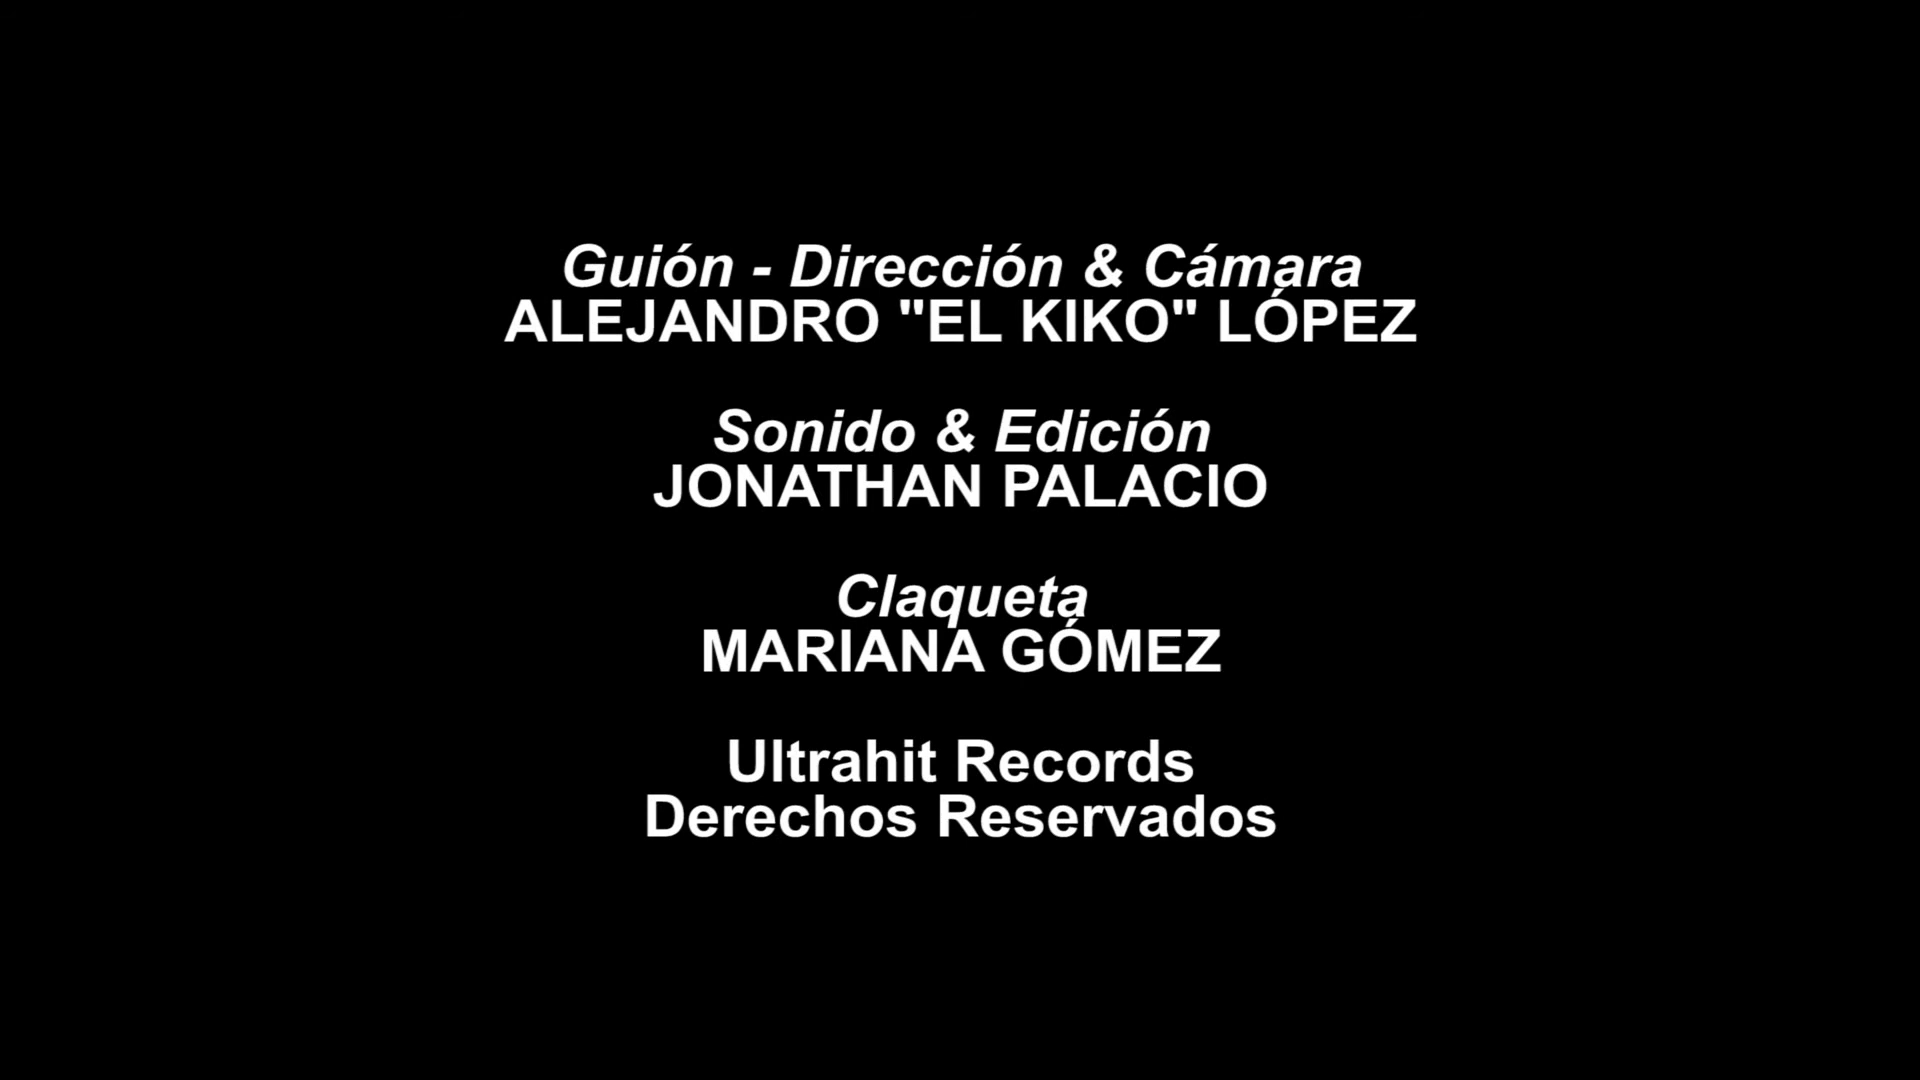 Guión - Dirección & Cámara
ALEJANDRO "EL KIKO" LÓPEZ
Sonido & Edición
JONATHAN PALACIO
Claqueta
MARIANA GÓMEZ
Ultrahit Records
Derechos Reservados